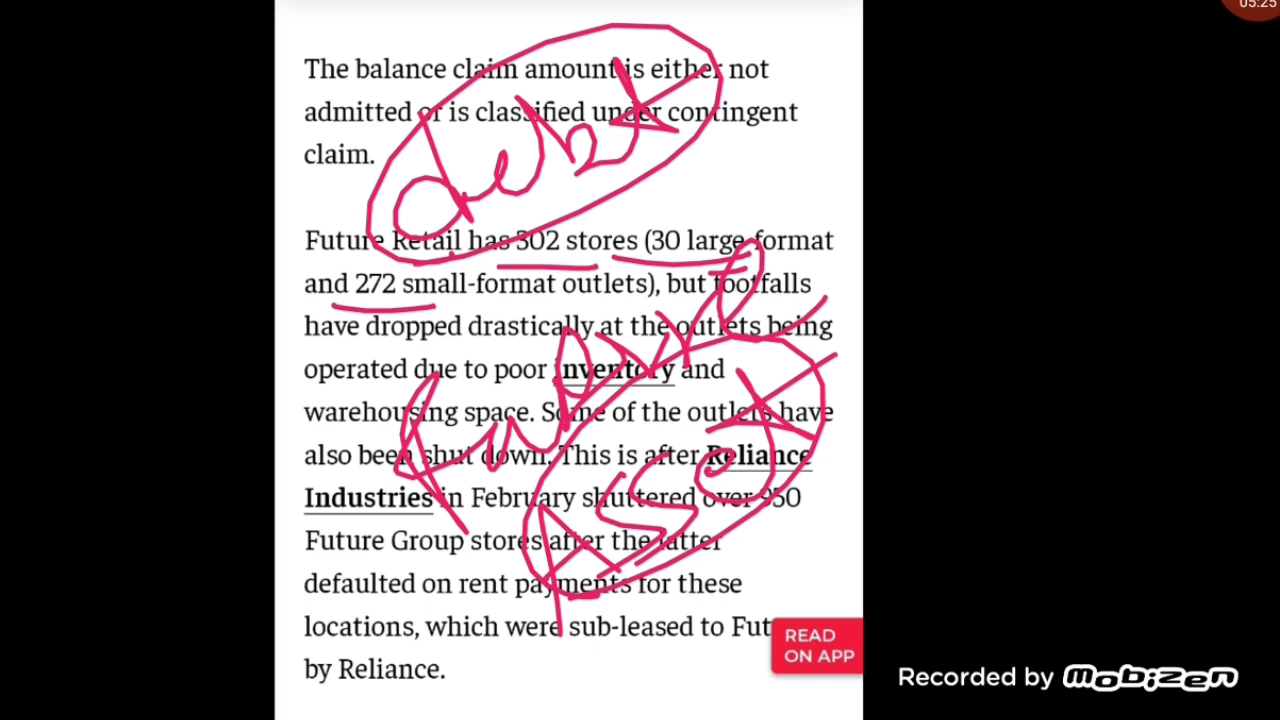 05:25
The balance claim amount is either not
admitted or is classified under contingent
claim.
debt
Future Retail has 302 stores (30 large-format
and 272 small-format outlets), but footfalls
have dropped drastically at the outlets being
operated due to poor inventory and
warehousing space. Some of the outlets have
also been shut down. This is after Reliance
Industries in February shuttered over 950
Future Group stores after the latter
defaulted on rent payments for these
locations, which were sub-leased to
by Reliance.
Future
Asset
READ
ON APP
Recorded by Mobizen